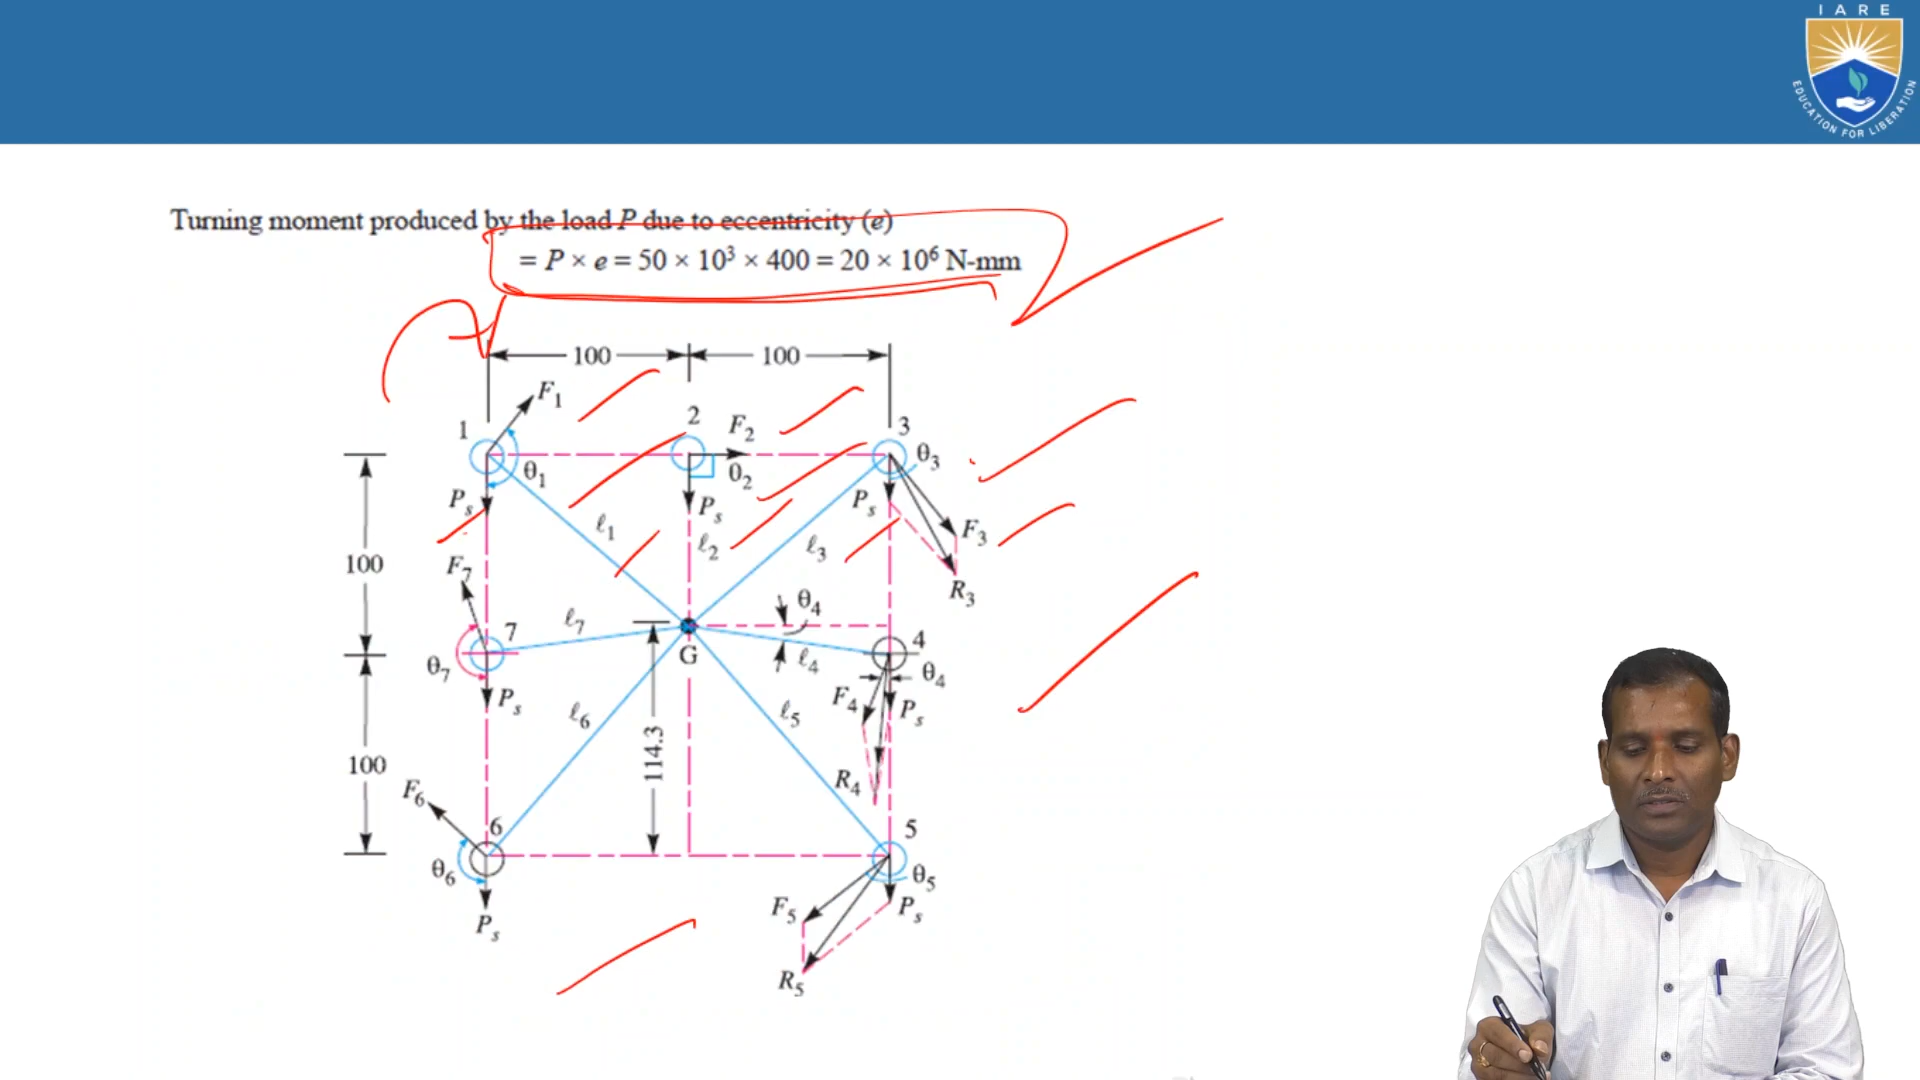 IARE
EDUCATION FOR LIBERATION
Turning moment produced by the load P due to eccentricity (e)
= P × e = 50 × 10³ × 400 = 20 × 10⁶ N-mm
100 100
F₁
1 2 F₂ 3
θ₁ θ₂ θ₃
Pₛ Pₛ Pₛ
ℓ₁ ℓ₂ ℓ₃ F₃
100
F₇ R₃
θ₄
ℓ₇
7 4
G ℓ₄
θ₇ θ₄
Pₛ F₄ Pₛ
ℓ₆ ℓ₅
114.3
100
R₄
F₆
6 5
θ₆ θ₅
F₅ Pₛ
Pₛ
R₅